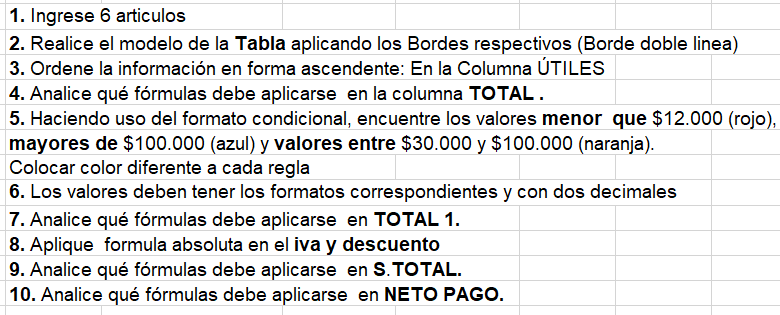 1. Ingrese 6 articulos
2. Realice el modelo de la Tabla aplicando los Bordes respectivos (Borde doble linea)
3. Ordene la información en forma ascendente: En la Columna ÚTILES
4. Analice qué fórmulas debe aplicarse  en la columna TOTAL .
5. Haciendo uso del formato condicional, encuentre los valores menor  que $12.000 (rojo),
mayores de $100.000 (azul) y valores entre $30.000 y $100.000 (naranja).
Colocar color diferente a cada regla
6. Los valores deben tener los formatos correspondientes y con dos decimales
7. Analice qué fórmulas debe aplicarse  en TOTAL 1.
8. Aplique  formula absoluta en el iva y descuento
9. Analice qué fórmulas debe aplicarse  en S.TOTAL.
10. Analice qué fórmulas debe aplicarse  en NETO PAGO.